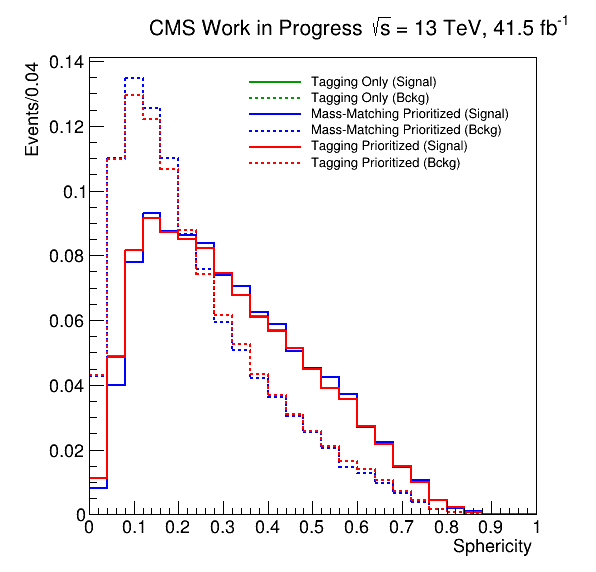 CMS Work in Progress √s = 13 TeV, 41.5 fb⁻¹
Events/0.04
0.14
0.12
0.1
0.08
0.06
0.04
0.02
0
Tagging Only (Signal)
Tagging Only (Bckg)
Mass-Matching Prioritized (Signal)
Mass-Matching Prioritized (Bckg)
Tagging Prioritized (Signal)
Tagging Prioritized (Bckg)
0 0.1 0.2 0.3 0.4 0.5 0.6 0.7 0.8 0.9 1
Sphericity